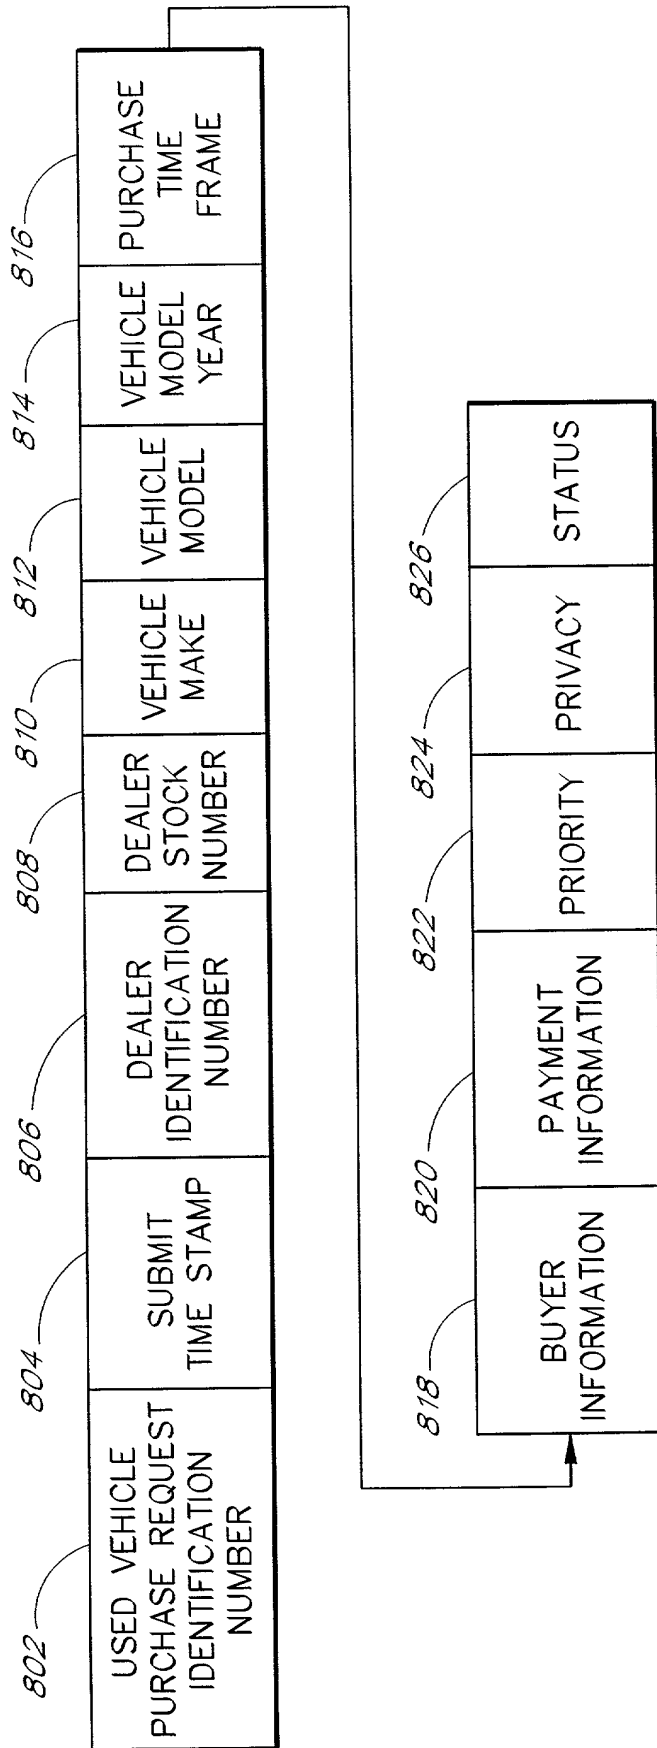 802
USED VEHICLE
PURCHASE REQUEST
IDENTIFICATION
NUMBER
804
SUBMIT
TIME STAMP
806
DEALER
IDENTIFICATION
NUMBER
808
DEALER
STOCK
NUMBER
810
VEHICLE
MAKE
812
VEHICLE
MODEL
814
VEHICLE
MODEL
YEAR
816
PURCHASE
TIME
FRAME
818
BUYER
INFORMATION
820
PAYMENT
INFORMATION
822
PRIORITY
824
PRIVACY
826
STATUS